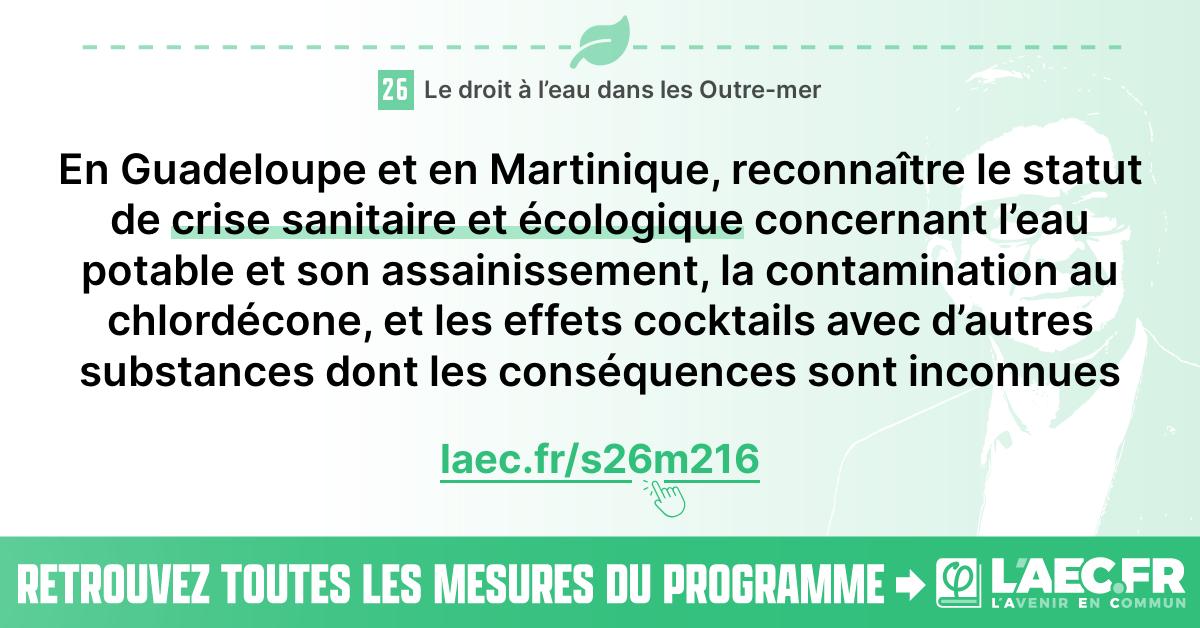 26 Le droit à l’eau dans les Outre-mer
En Guadeloupe et en Martinique, reconnaître le statut
de crise sanitaire et écologique concernant l’eau
potable et son assainissement, la contamination au
chlordécone, et les effets cocktails avec d’autres
substances dont les conséquences sont inconnues
laec.fr/s26m216
RETROUVEZ TOUTES LES MESURES DU PROGRAMME
φ L’AEC.FR
L’AVENIR EN COMMUN